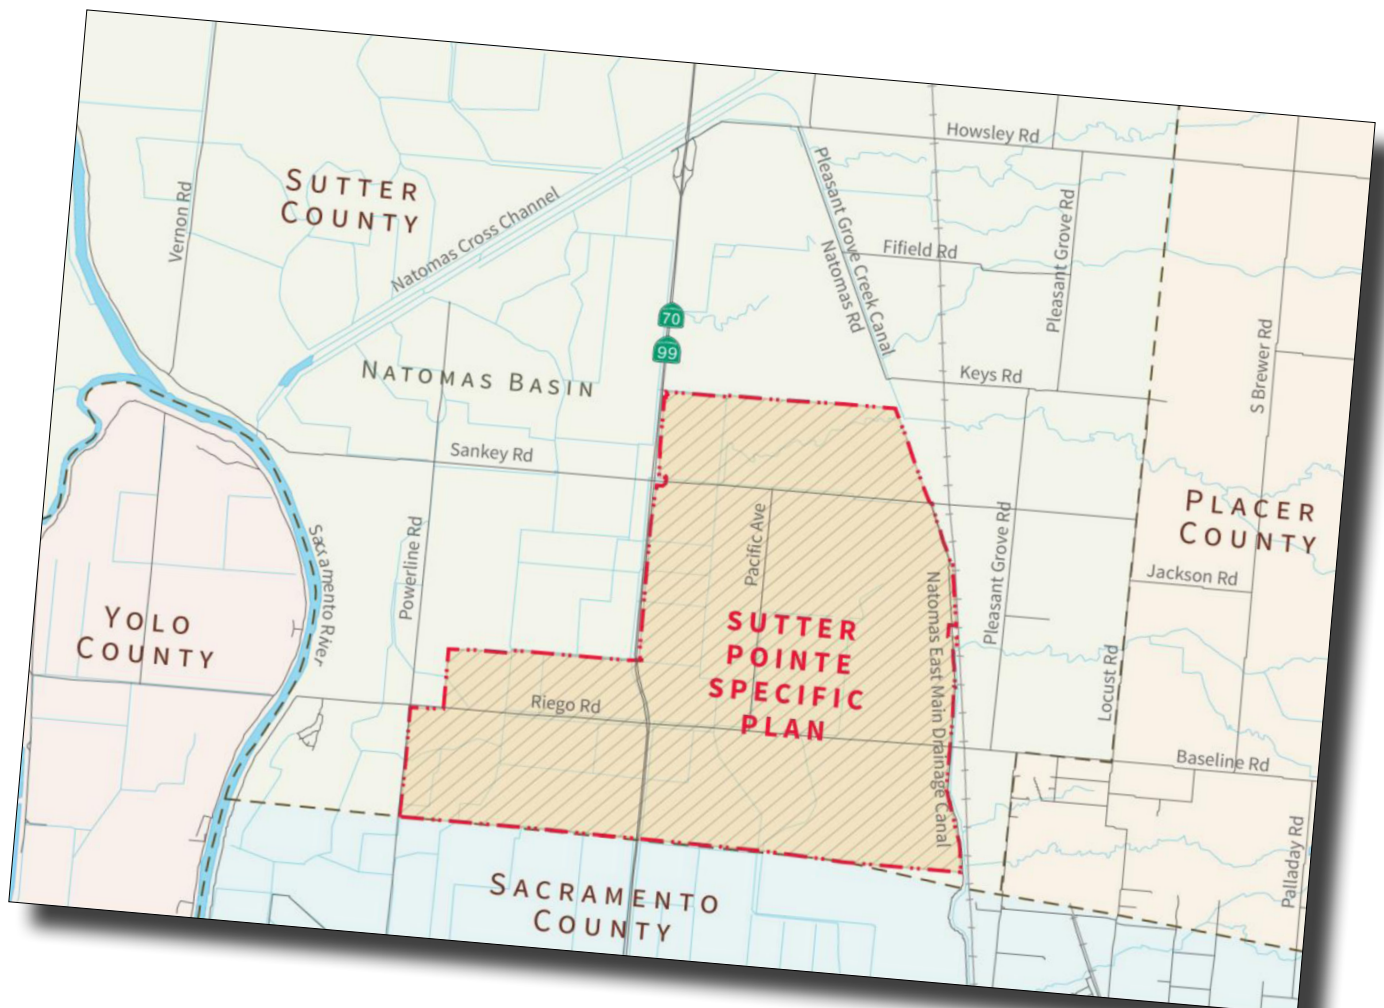 Howsley Rd
SUTTER
COUNTY
Vernon Rd
Natomas Cross Channel
Pleasant Grove Creek Canal
Natomas Rd
Fifield Rd
Pleasant Grove Rd
70
99
Keys Rd
S Brewer Rd
NATOMAS BASIN
Sankey Rd
PLACER
COUNTY
Pacific Ave
Pleasant Grove Rd
Sacramento River
Powerline Rd
Jackson Rd
YOLO
COUNTY
SUTTER
POINTE
SPECIFIC
PLAN
Natomas East Main Drainage Canal
Locust Rd
Riego Rd
Baseline Rd
Palladay Rd
SACRAMENTO
COUNTY